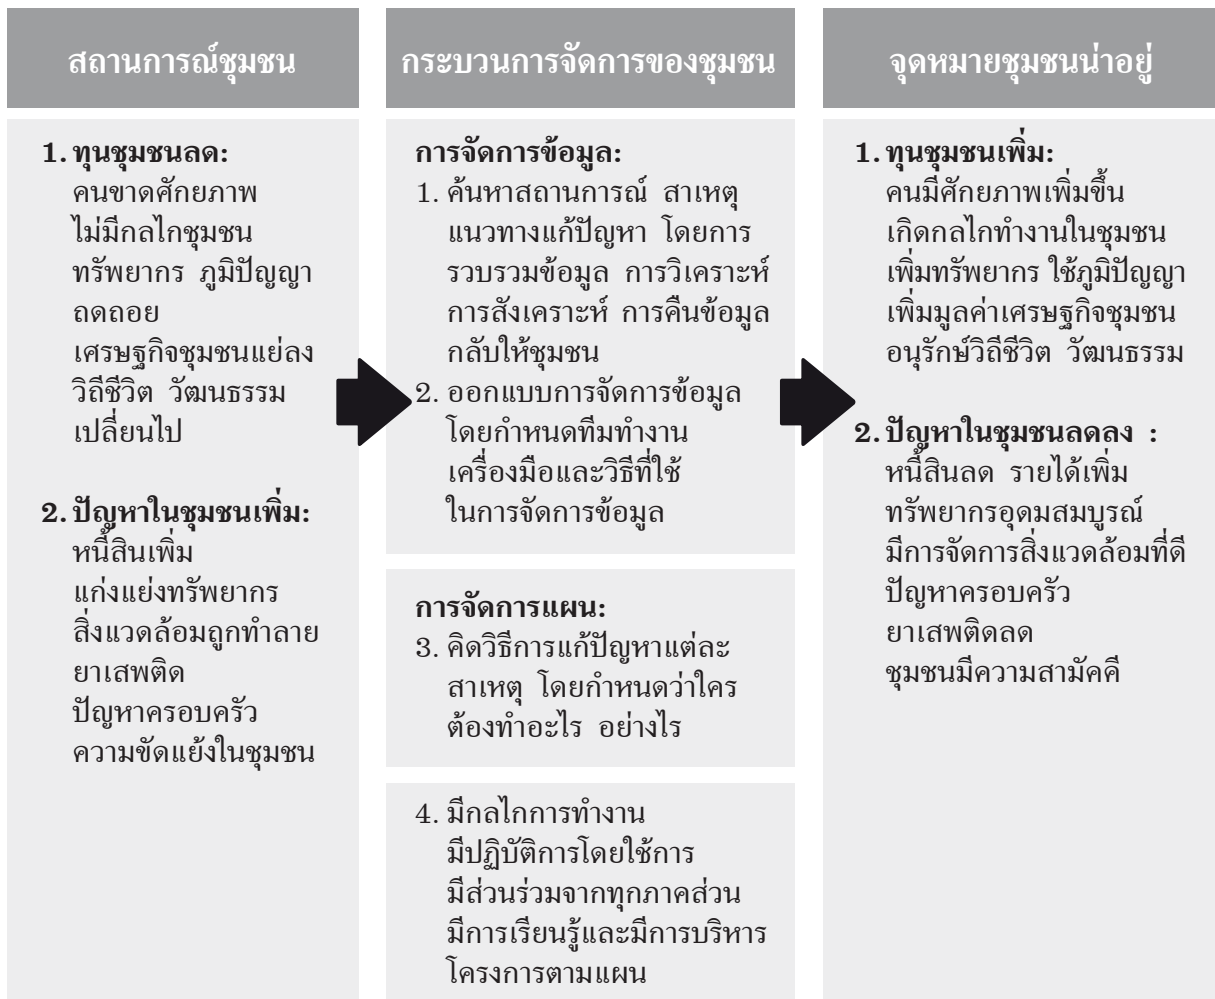 สถานการณ์ชุมชน
1. ทุนชุมชนลด:
คนขาดศักยภาพ
ไม่มีกลไกชุมชน
ทรัพยากร ภูมิปัญญา
ถดถอย
เศรษฐกิจชุมชนแย่ลง
วิถีชีวิต วัฒนธรรม
เปลี่ยนไป
2. ปัญหาในชุมชนเพิ่ม:
หนี้สินเพิ่ม
แก่งแย่งทรัพยากร
สิ่งแวดล้อมถูกทำลาย
ยาเสพติด
ปัญหาครอบครัว
ความขัดแย้งในชุมชน
กระบวนการจัดการของชุมชน
การจัดการข้อมูล:
1. ค้นหาสถานการณ์ สาเหตุ
แนวทางแก้ปัญหา โดยการ
รวบรวมข้อมูล การวิเคราะห์
การสังเคราะห์ การคืนข้อมูล
กลับให้ชุมชน
2. ออกแบบการจัดการข้อมูล
โดยกำหนดทีมทำงาน
เครื่องมือและวิธีที่ใช้
ในการจัดการข้อมูล
การจัดการแผน:
3. คิดวิธีการแก้ปัญหาแต่ละ
สาเหตุ โดยกำหนดว่าใคร
ต้องทำอะไร อย่างไร
4. มีกลไกการทำงาน
มีปฏิบัติการโดยใช้การ
มีส่วนร่วมจากทุกภาคส่วน
มีการเรียนรู้และมีการบริหาร
โครงการตามแผน
จุดหมายชุมชนน่าอยู่
1. ทุนชุมชนเพิ่ม:
คนมีศักยภาพเพิ่มขึ้น
เกิดกลไกทำงานในชุมชน
เพิ่มทรัพยากร ใช้ภูมิปัญญา
เพิ่มมูลค่าเศรษฐกิจชุมชน
อนุรักษ์วิถีชีวิต วัฒนธรรม
2. ปัญหาในชุมชนลดลง :
หนี้สินลด รายได้เพิ่ม
ทรัพยากรอุดมสมบูรณ์
มีการจัดการสิ่งแวดล้อมที่ดี
ปัญหาครอบครัว
ยาเสพติดลด
ชุมชนมีความสามัคคี